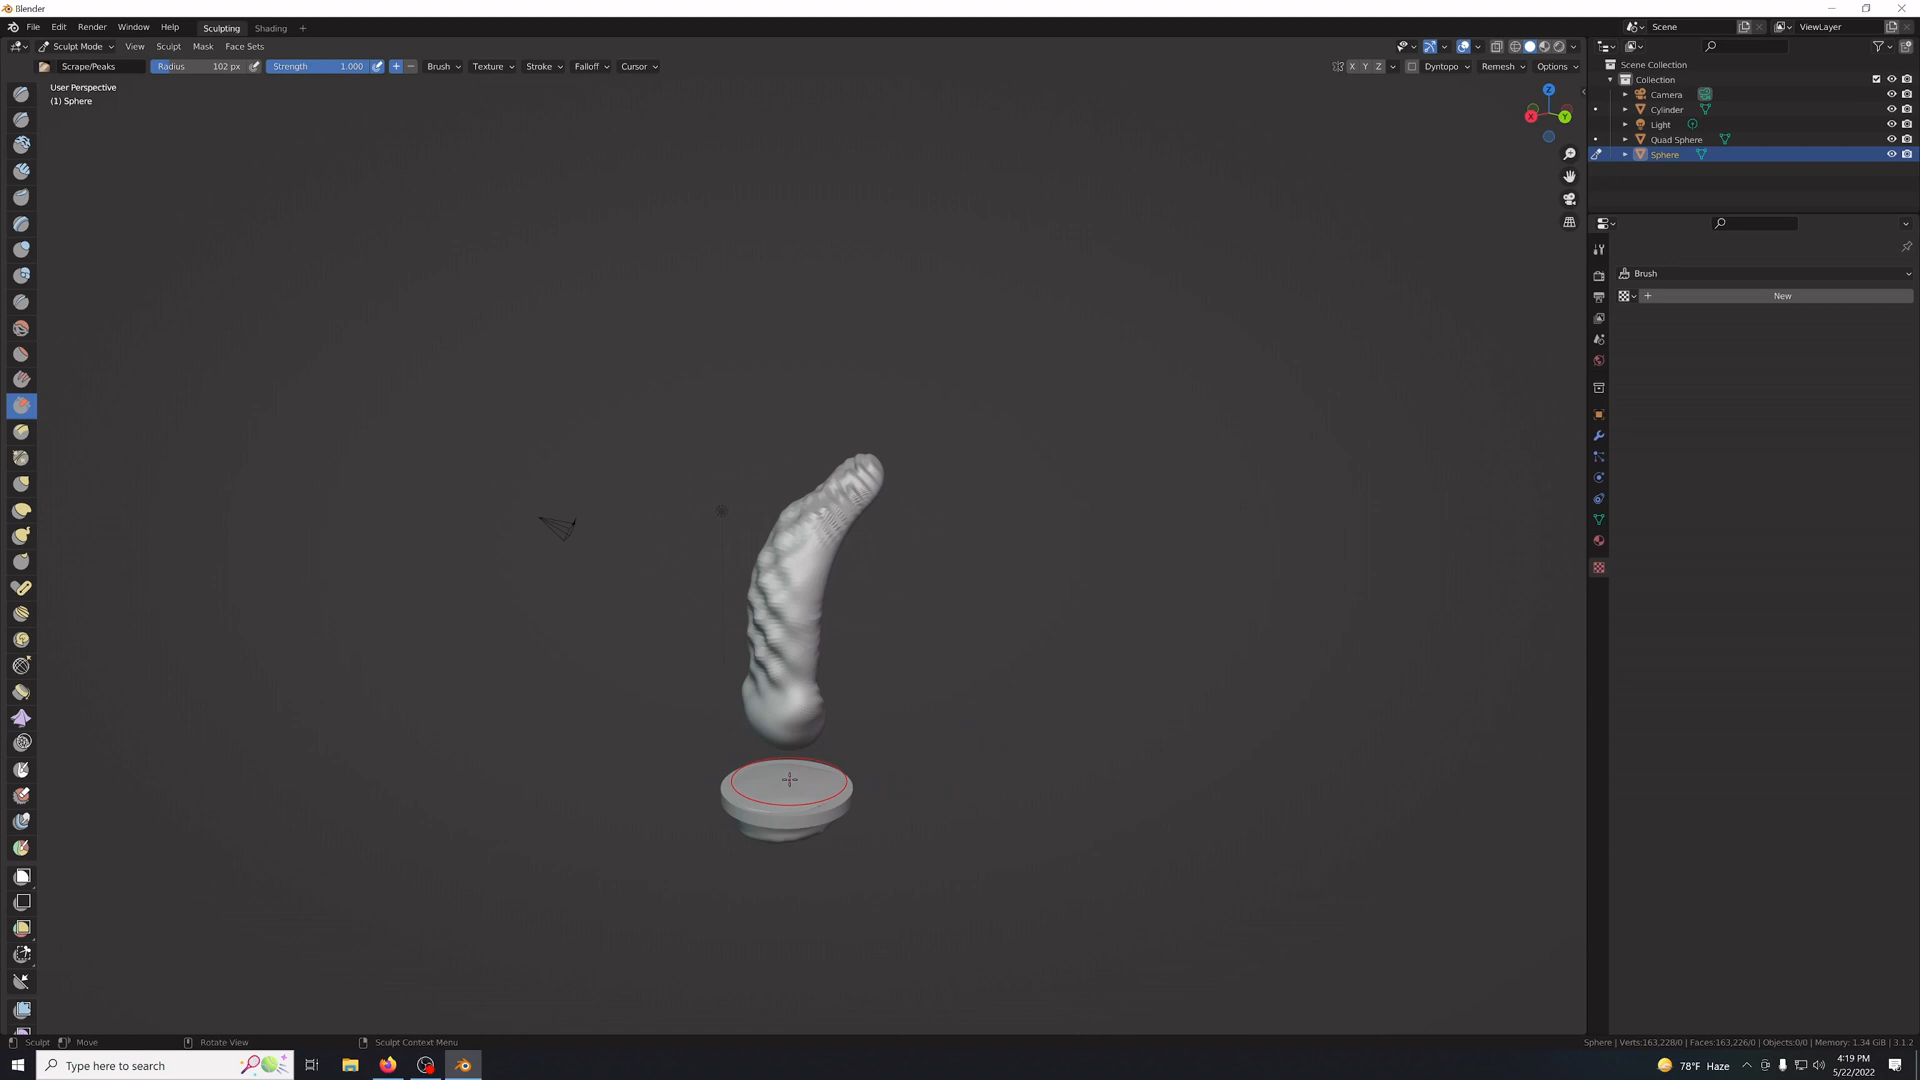 Blender
File Edit Render Window Help Sculpting Shading + Scene ViewLayer
Sculpt Mode View Sculpt Mask Face Sets
Scrape/Peaks Radius 102 px Strength 1.000 Brush Texture Stroke Falloff Cursor X Y Z Dyntopo Remesh Options
User Perspective
(1) Sphere
Z
X
Y
Scene Collection
Collection
Camera
Cylinder
Light
Quad Sphere
Sphere
Brush
New
Sculpt Move Rotate View Sculpt Context Menu Sphere | Verts:163,228/0 | Faces:163,226/0 | Objects:0/0 | Memory: 1.34 GiB | 3.1.2
Type here to search 78°F Haze 4:19 PM
5/22/2022